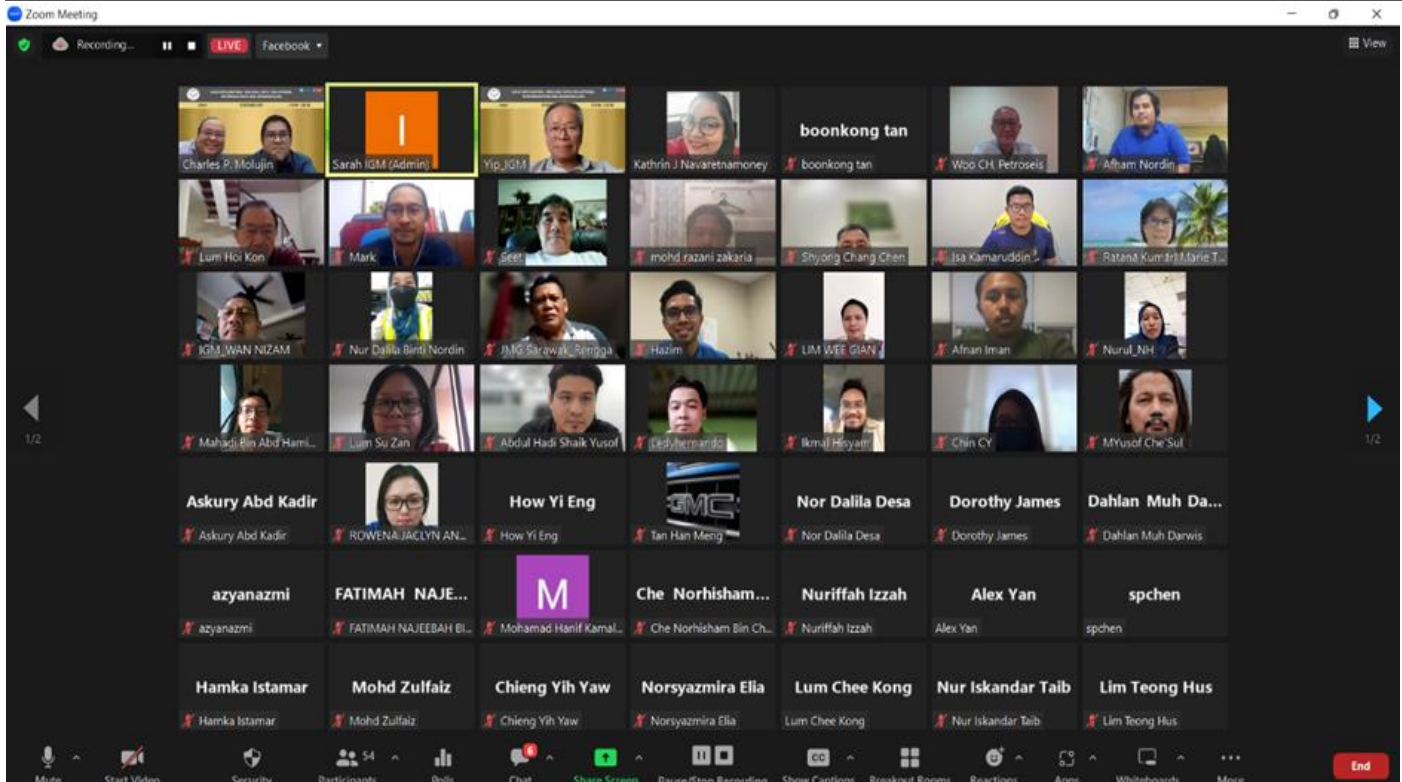 Zoom Meeting
Recording... LIVE Facebook View
Charles P. Molujin Sarah IGM (Admin) Yip_IGM Kathrin J Navaretnamoney boonkong tan
boonkong tan Woo CH, Petroseis Afham Nordin
Lum Hoi Kon Mark Seet mohd razani zakaria Shyong Chang Chen Isa Kamaruddin Ratana Kumari Marie T...
IGM_WAN NIZAM Nur Dalila Binti Nordin JMG Sarawak_Rengga Hazim LIM WEE GIAN Afnan Iman Nurul_NH
1/2
Mahadi Bin Abd Hami... Lum Su Zan Abdul Hadi Shaik Yusof Ledyhernando Ikmal Hisyam Chin CY MYusof Che Sul
1/2
Askury Abd Kadir How Yi Eng GMC Nor Dalila Desa Dorothy James Dahlan Muh Da...
Askury Abd Kadir ROWENA JACLYN AN... How Yi Eng Tan Han Meng Nor Dalila Desa Dorothy James Dahlan Muh Darwis
azyanazmi FATIMAH NAJE... M Che Norhisham... Nuriffah Izzah Alex Yan spchen
azyanazmi FATIMAH NAJEEBAH BI... Mohamad Hanif Kamal... Che Norhisham Bin Ch... Nuriffah Izzah Alex Yan spchen
Hamka Istamar Mohd Zulfaiz Chieng Yih Yaw Norsyazmira Elia Lum Chee Kong Nur Iskandar Taib Lim Teong Hus
Hamka Istamar Mohd Zulfaiz Chieng Yih Yaw Norsyazmira Elia Lum Chee Kong Nur Iskandar Taib Lim Teong Hus
54 6 CC End
Mute Start Video Security Participants Polls Chat Share Screen Pause/Stop Recording Show Captions Breakout Rooms Reactions Apps Whiteboards More